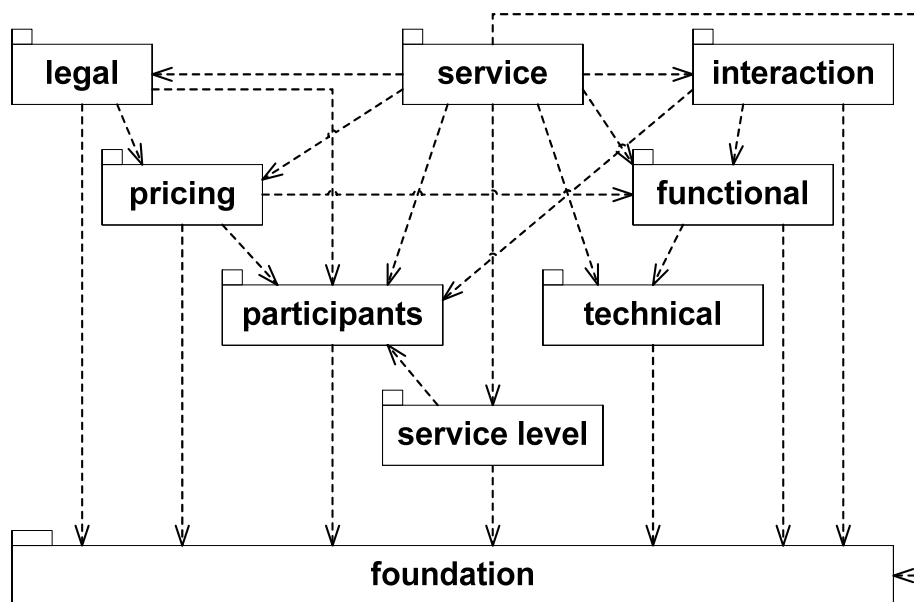 legal
service
interaction
pricing
functional
participants
technical
service level
foundation